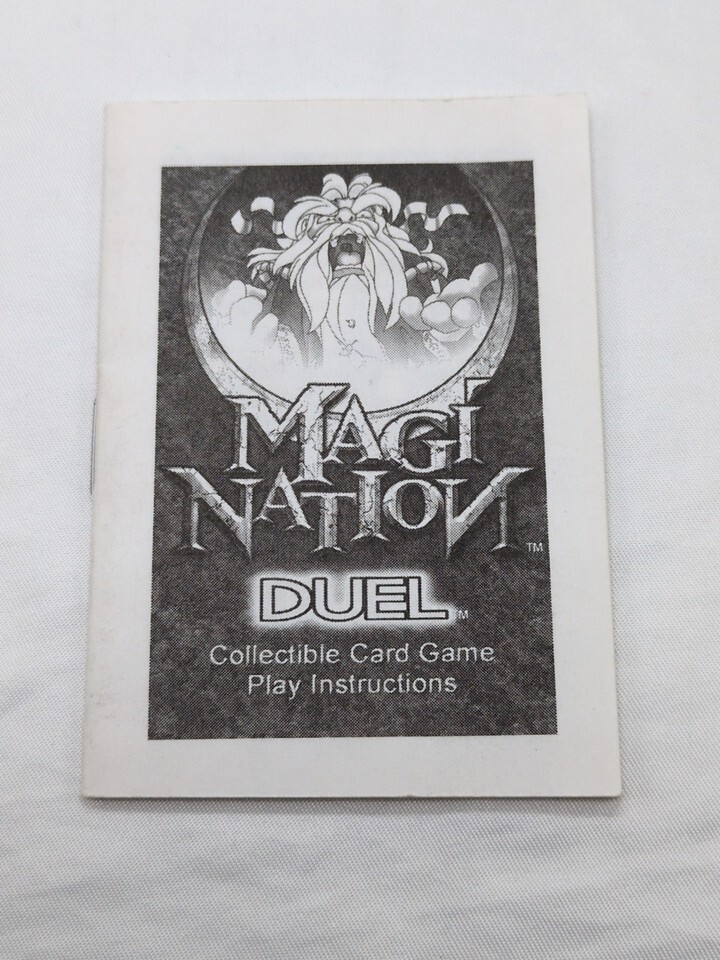 MAGI
NATION
TM
DUEL
TM
Collectible Card Game
Play Instructions